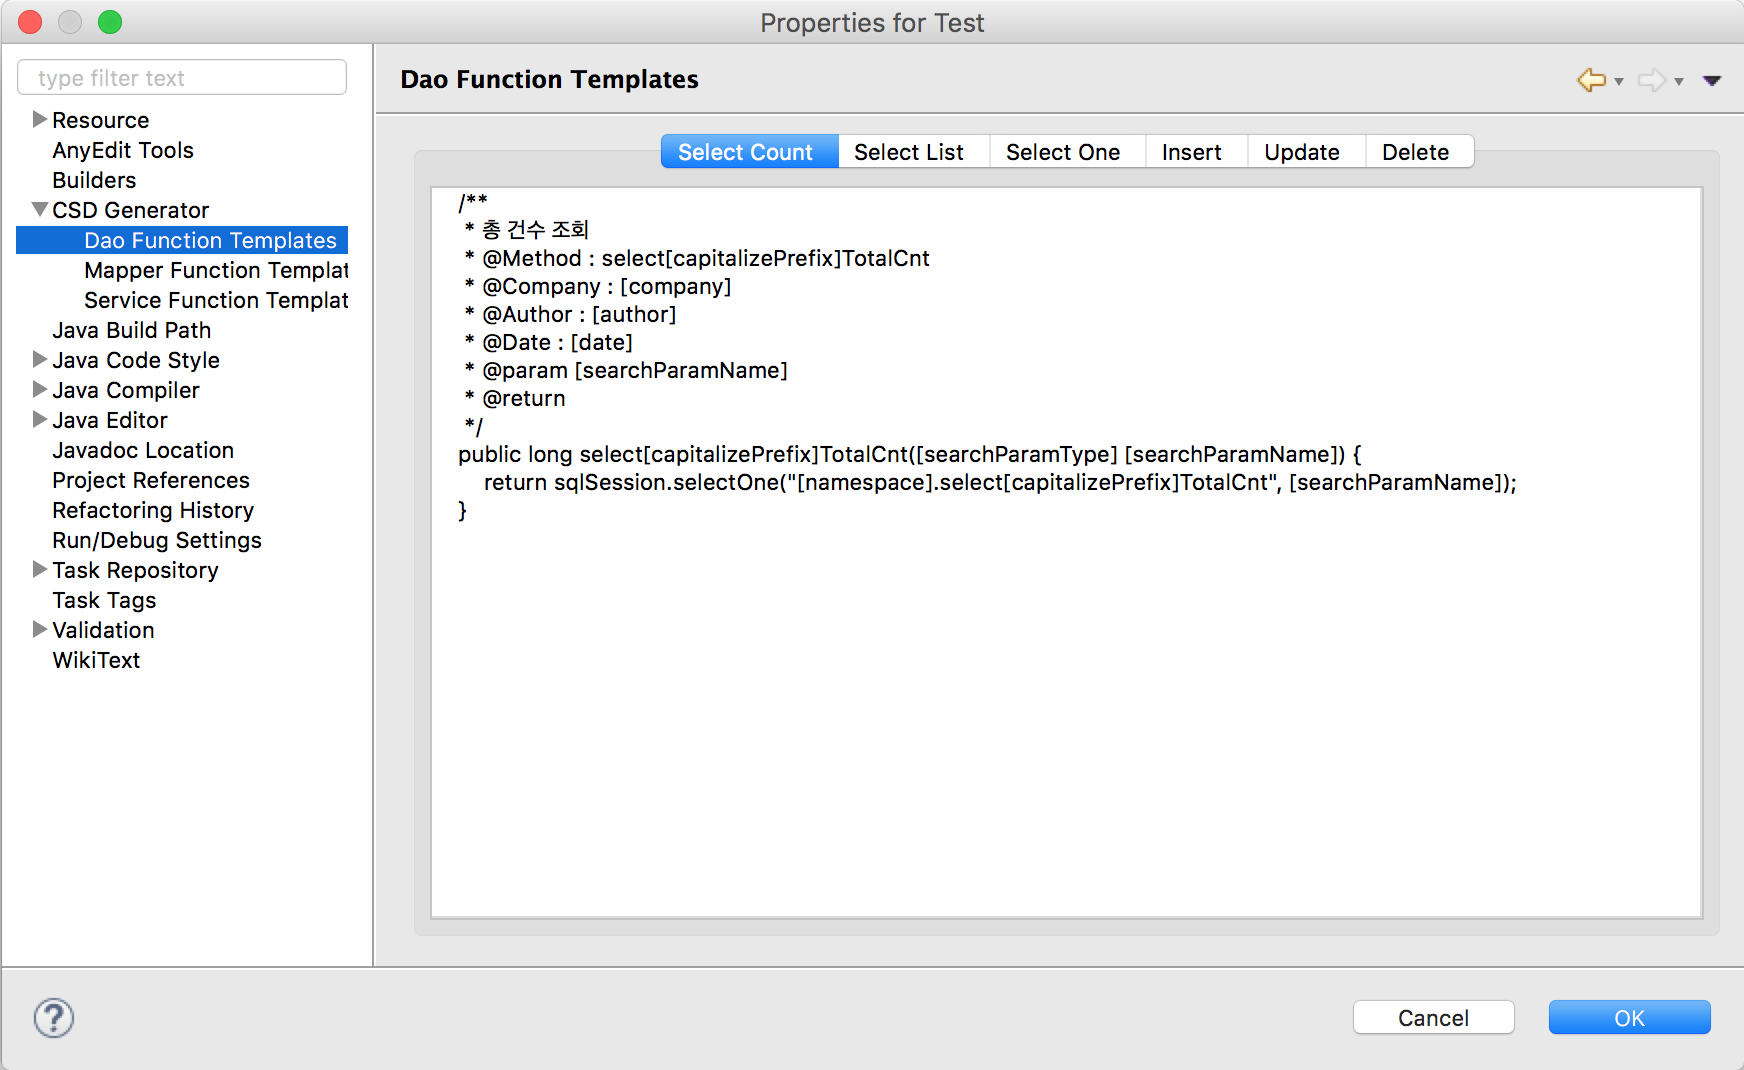 Properties for Test
type filter text
Resource
AnyEdit Tools
Builders
CSD Generator
Dao Function Templates
Mapper Function Templat
Service Function Templat
Java Build Path
Java Code Style
Java Compiler
Java Editor
Javadoc Location
Project References
Refactoring History
Run/Debug Settings
Task Repository
Task Tags
Validation
WikiText
Dao Function Templates
Select Count Select List Select One Insert Update Delete
/**
* 총 건수 조회
* @Method : select[capitalizePrefix]TotalCnt
* @Company : [company]
* @Author : [author]
* @Date : [date]
* @param [searchParamName]
* @return
*/
public long select[capitalizePrefix]TotalCnt([searchParamType] [searchParamName]) {
return sqlSession.selectOne("[namespace].select[capitalizePrefix]TotalCnt", [searchParamName]);
}
?
Cancel OK